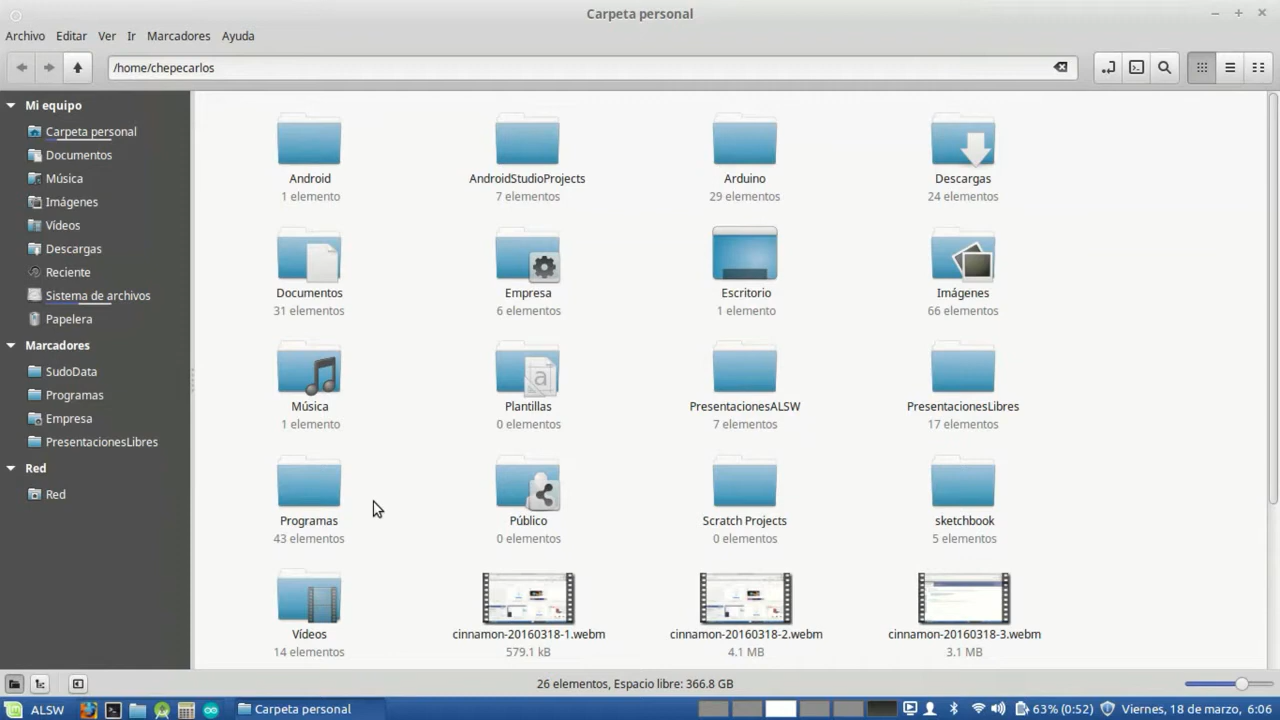 Carpeta personal
Archivo Editar Ver Ir Marcadores Ayuda
/home/chepecarlos
Mi equipo
Carpeta personal
Documentos
Música
Imágenes
Vídeos
Descargas
Reciente
Sistema de archivos
Papelera
Marcadores
SudoData
Programas
Empresa
PresentacionesLibres
Red
Red
Android AndroidStudioProjects Arduino Descargas
1 elemento 7 elementos 29 elementos 24 elementos
Documentos Empresa Escritorio Imágenes
31 elementos 6 elementos 1 elemento 66 elementos
Música Plantillas PresentacionesALSW PresentacionesLibres
1 elemento 0 elementos 7 elementos 17 elementos
Programas Público Scratch Projects sketchbook
43 elementos 0 elementos 0 elementos 5 elementos
Vídeos cinnamon-20160318-1.webm cinnamon-20160318-2.webm cinnamon-20160318-3.webm
14 elementos 579.1 kB 4.1 MB 3.1 MB
26 elementos, Espacio libre: 366.8 GB
ALSW Carpeta personal 63% (0:52) Viernes, 18 de marzo, 6:06